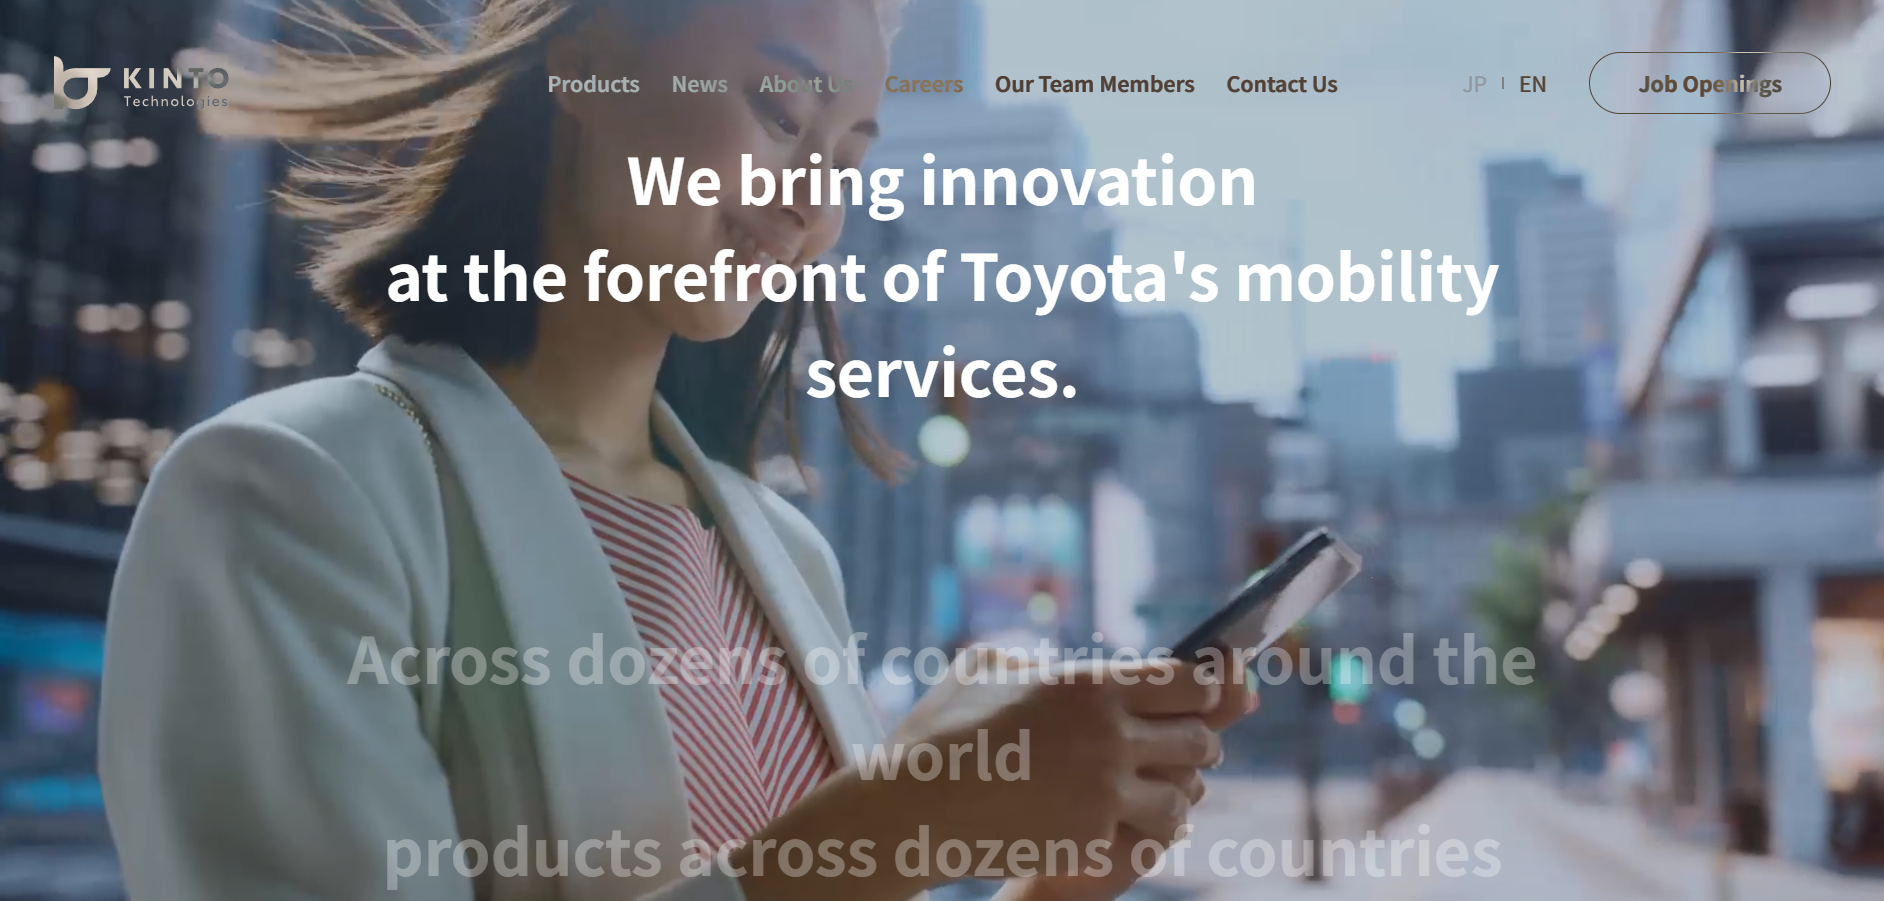 KINTO
Technologies
Products News About Us Careers Our Team Members Contact Us JP EN Job Openings
We bring innovation
at the forefront of Toyota's mobility
services.
Across dozens of countries around the
world
products across dozens of countries